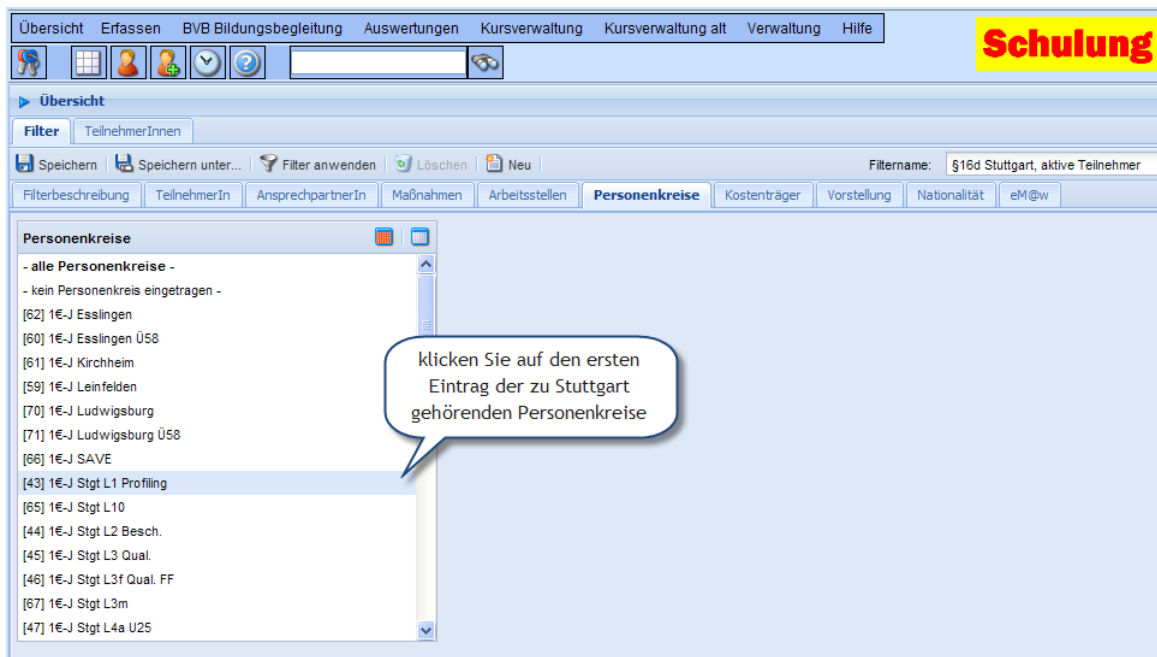 Übersicht Erfassen BVB Bildungsbegleitung Auswertungen Kursverwaltung Kursverwaltung alt Verwaltung Hilfe
Schulung
Übersicht
Filter TeilnehmerInnen
Speichern Speichern unter... Filter anwenden Löschen Neu Filtername: §16d Stuttgart, aktive Teilnehmer
Filterbeschreibung TeilnehmerIn AnsprechpartnerIn Maßnahmen Arbeitsstellen Personenkreise Kostenträger Vorstellung Nationalität eM@w
Personenkreise
- alle Personenkreise -
- kein Personenkreis eingetragen -
[62] 1€-J Esslingen
[60] 1€-J Esslingen Ü58
[61] 1€-J Kirchheim
[59] 1€-J Leinfelden
[70] 1€-J Ludwigsburg
[71] 1€-J Ludwigsburg Ü58
[66] 1€-J SAVE
[43] 1€-J Stgt L1 Profiling
[65] 1€-J Stgt L10
[44] 1€-J Stgt L2 Besch.
[45] 1€-J Stgt L3 Qual.
[46] 1€-J Stgt L3f Qual. FF
[67] 1€-J Stgt L3m
[47] 1€-J Stgt L4a U25
klicken Sie auf den ersten
Eintrag der zu Stuttgart
gehörenden Personenkreise